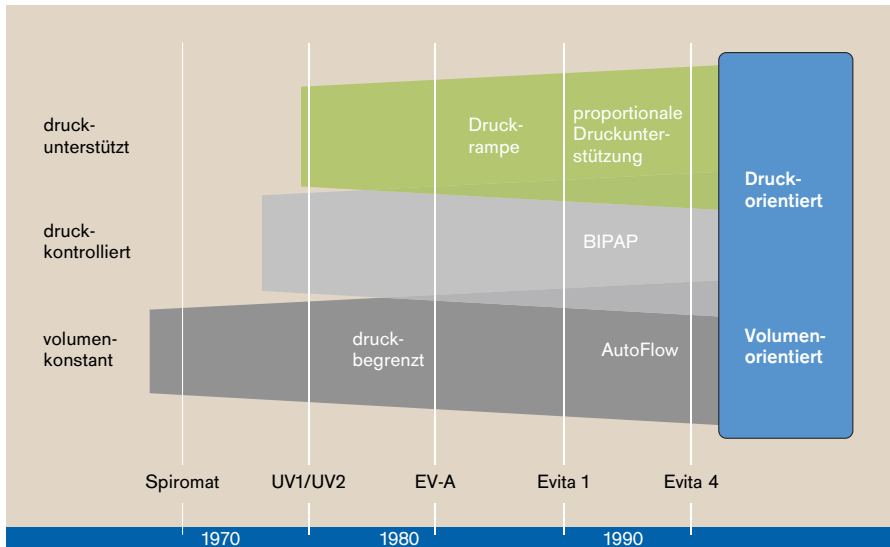 druck-
unterstützt
Druck-
rampe
proportionale
Druckunter-
stützung
Druck-
orientiert
druck-
kontrolliert
BIPAP
volumen-
konstant
druck-
begrenzt
AutoFlow
Volumen-
orientiert
Spiromat
UV1/UV2
EV-A
Evita 1
Evita 4
1970
1980
1990